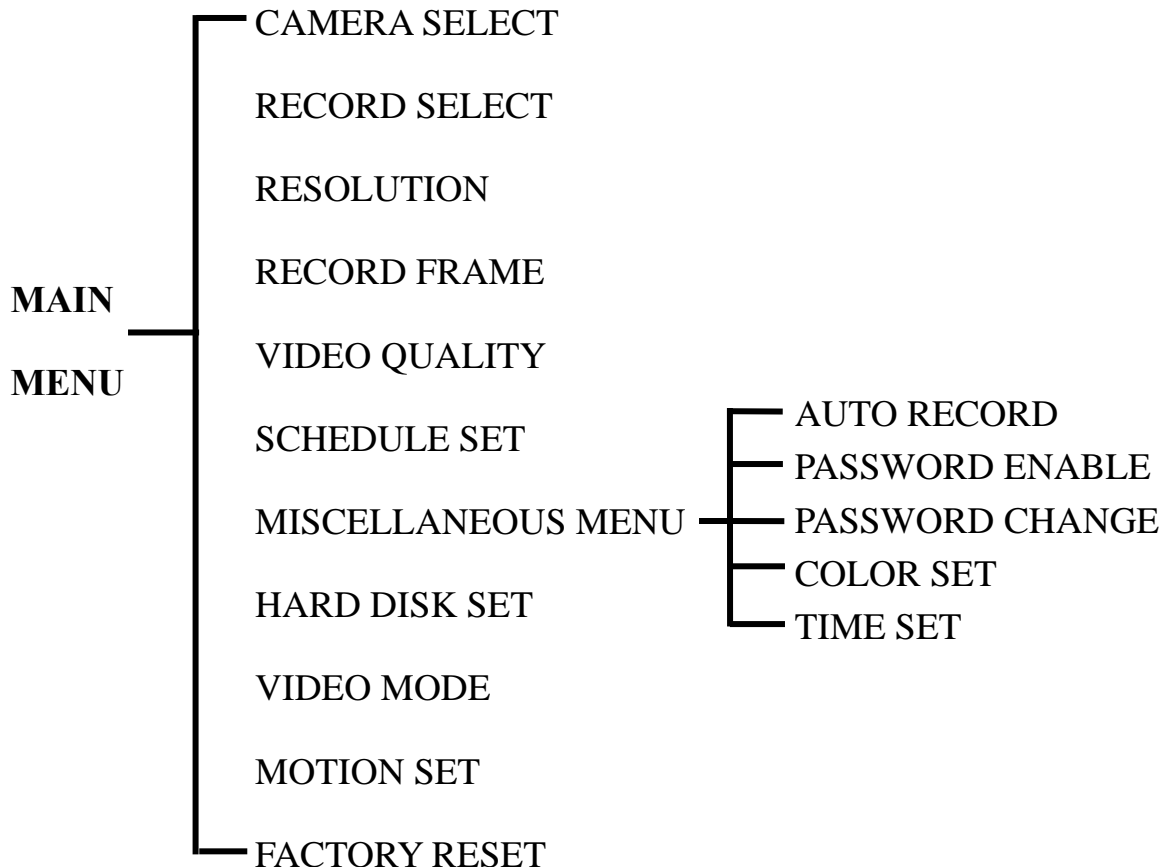 MAIN
MENU
CAMERA SELECT
RECORD SELECT
RESOLUTION
RECORD FRAME
VIDEO QUALITY
SCHEDULE SET
MISCELLANEOUS MENU
AUTO RECORD
PASSWORD ENABLE
PASSWORD CHANGE
COLOR SET
TIME SET
HARD DISK SET
VIDEO MODE
MOTION SET
FACTORY RESET